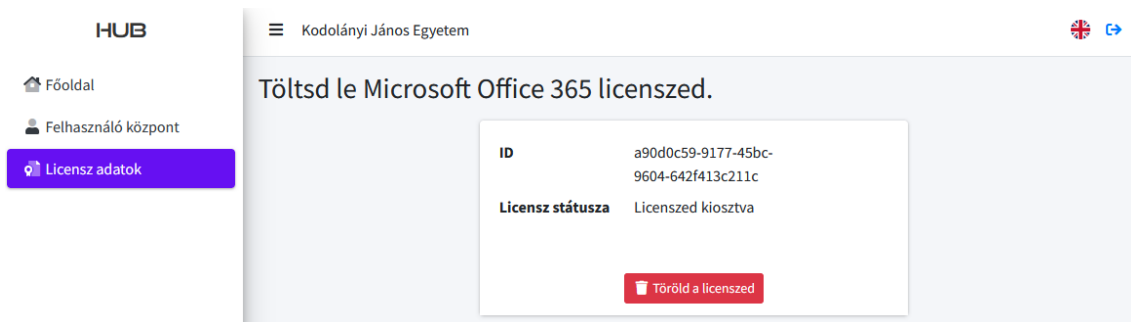 HUB
Kodolányi János Egyetem
Főoldal
Felhasználó központ
Licensz adatok
Töltsd le Microsoft Office 365 licenszed.
ID
a90d0c59-9177-45bc-
9604-642f413c211c
Licensz státusza
Licenszed kiosztva
Töröld a licenszed